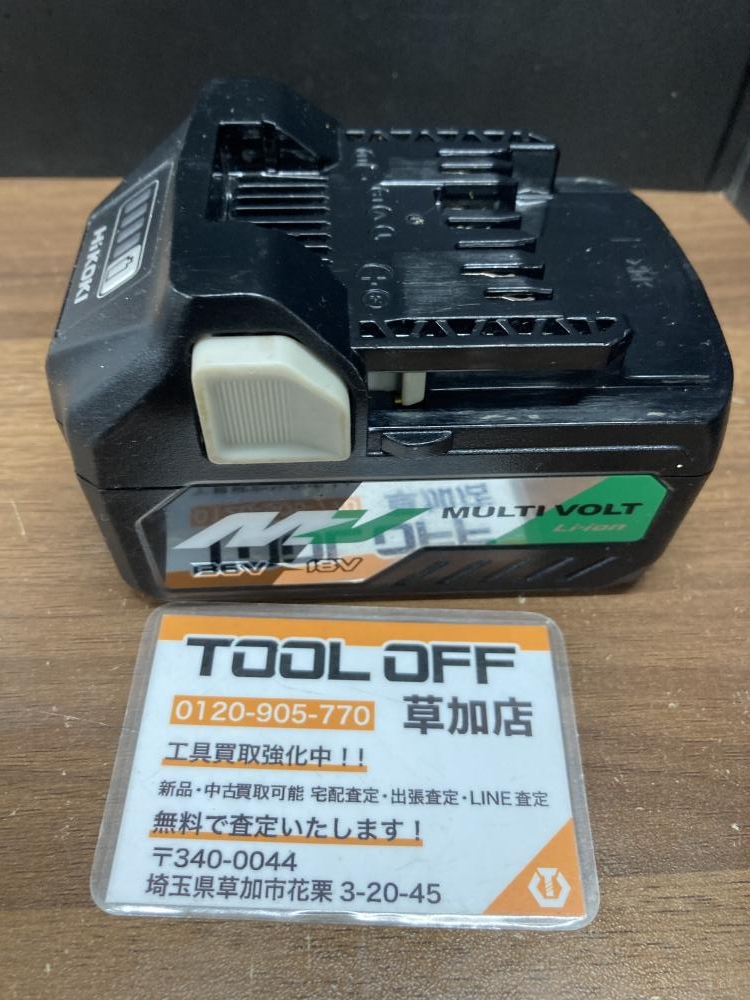 HiKOKI
MV
MULTI VOLT
Li-ion
36V 18V
TOOL OFF
0120-905-770 草加店
工具買取強化中！！
新品・中古買取可能 宅配査定・出張査定・LINE査定
無料で査定いたします！
〒340-0044
埼玉県草加市花栗 3-20-45